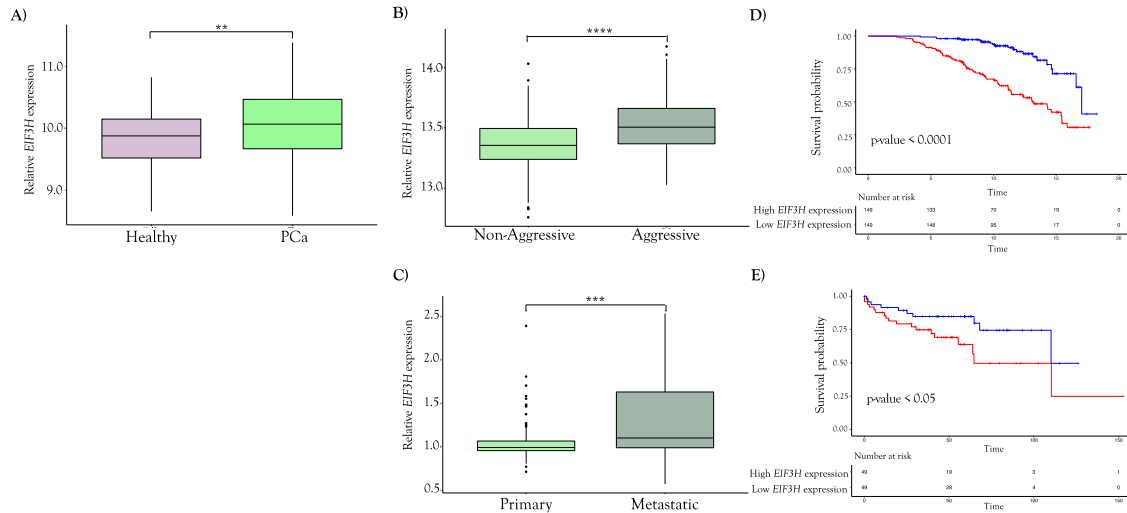 A)
**
Relative EIF3H expression
11.0
10.0
9.0
Healthy PCa
B)
****
Relative EIF3H expression
14.0
13.5
13.0
Non-Aggressive Aggressive
C)
***
Relative EIF3H expression
2.5
2.0
1.5
1.0
0.5
Primary Metastatic
D)
Survival probability
1.00
0.75
0.50
0.25
0.00
p-value < 0.0001
0 5 10 15 20
Time
Number at risk
High EIF3H expression 149 133 70 19 0
Low EIF3H expression 149 148 95 17 0
0 5 10 15 20
Time
E)
Survival probability
1.00
0.75
0.50
0.25
0.00
p-value < 0.05
0 50 100 150
Time
Number at risk
High EIF3H expression 49 19 3 1
Low EIF3H expression 49 28 4 0
0 50 100 150
Time